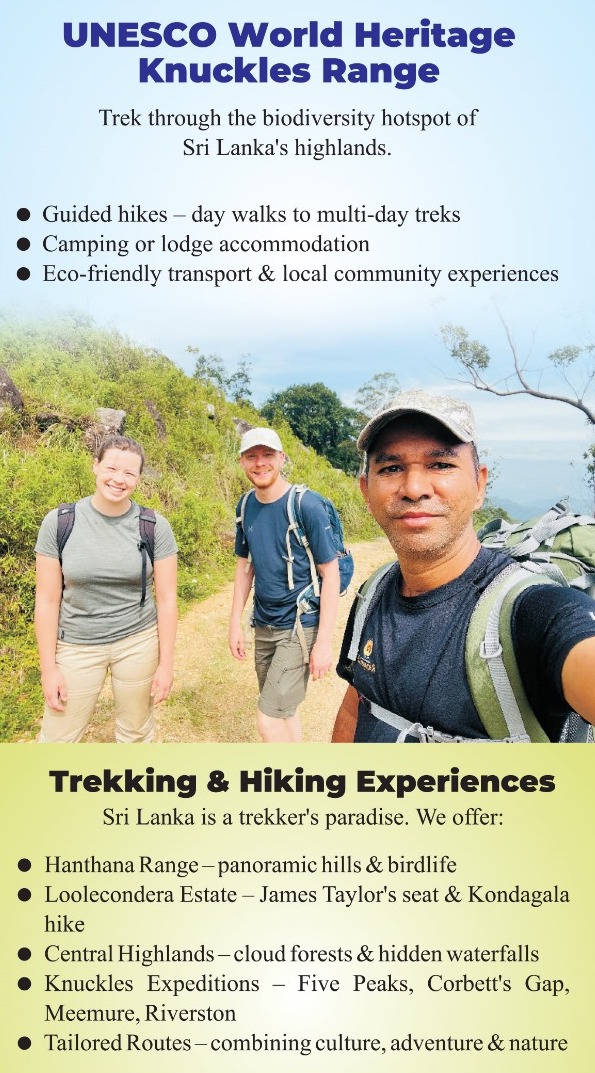 UNESCO World Heritage
Knuckles Range
Trek through the biodiversity hotspot of
Sri Lanka's highlands.
● Guided hikes – day walks to multi-day treks
● Camping or lodge accommodation
● Eco-friendly transport & local community experiences
Trekking & Hiking Experiences
Sri Lanka is a trekker's paradise. We offer:
● Hanthana Range – panoramic hills & birdlife
● Loolecondera Estate – James Taylor's seat & Kondagala
hike
● Central Highlands – cloud forests & hidden waterfalls
● Knuckles Expeditions – Five Peaks, Corbett's Gap,
Meemure, Riverston
● Tailored Routes – combining culture, adventure & nature